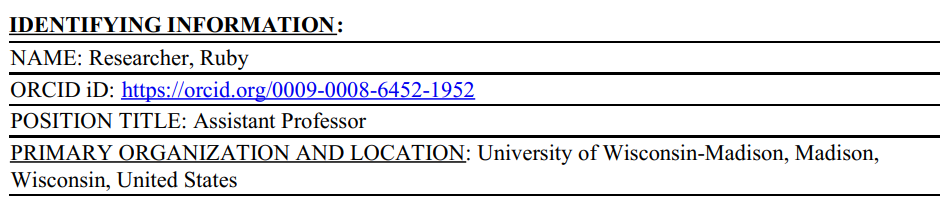 IDENTIFYING INFORMATION:
NAME: Researcher, Ruby
ORCID iD: https://orcid.org/0009-0008-6452-1952
POSITION TITLE: Assistant Professor
PRIMARY ORGANIZATION AND LOCATION: University of Wisconsin-Madison, Madison,
Wisconsin, United States